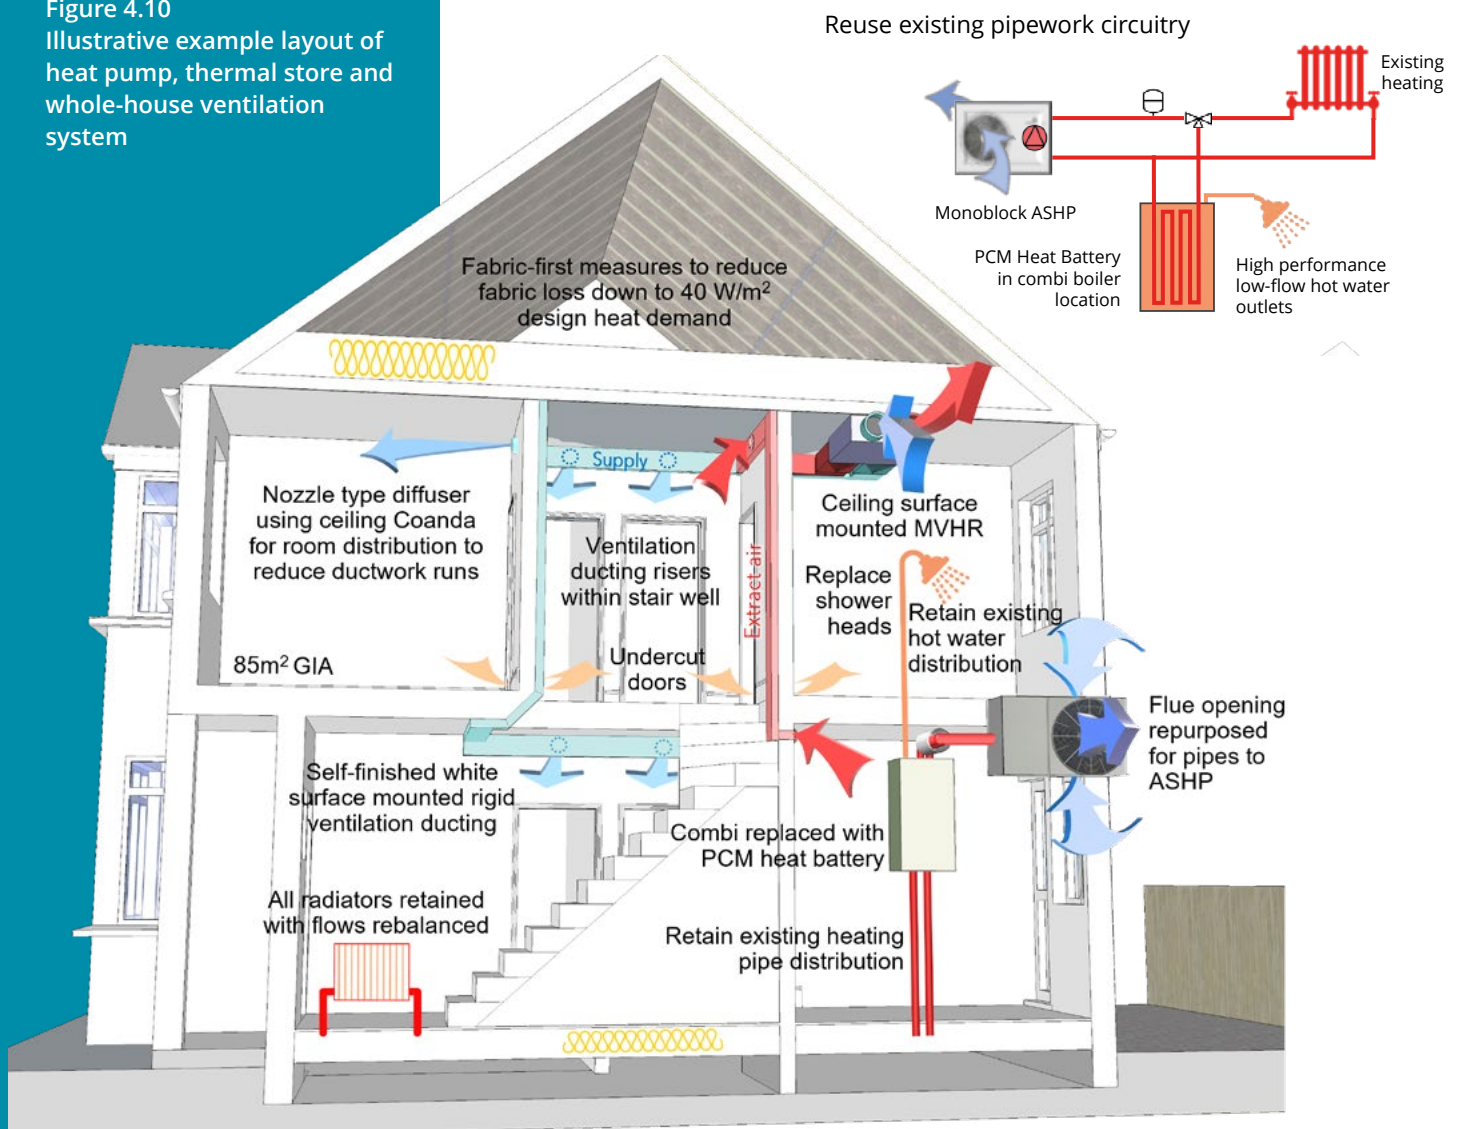 Figure 4.10
Illustrative example layout of
heat pump, thermal store and
whole-house ventilation
system
Reuse existing pipework circuitry
Existing
heating
Monoblock ASHP
PCM Heat Battery
in combi boiler
location
High performance
low-flow hot water
outlets
Fabric-first measures to reduce
fabric loss down to 40 W/m²
design heat demand
Supply
Nozzle type diffuser
using ceiling Coanda
for room distribution to
reduce ductwork runs
Ventilation
ducting risers
within stair well
Extract air
Ceiling surface
mounted MVHR
Replace
shower
heads
Retain existing
hot water
distribution
85m² GIA
Undercut
doors
Flue opening
repurposed
for pipes to
ASHP
Self-finished white
surface mounted rigid
ventilation ducting
Combi replaced with
PCM heat battery
All radiators retained
with flows rebalanced
Retain existing heating
pipe distribution